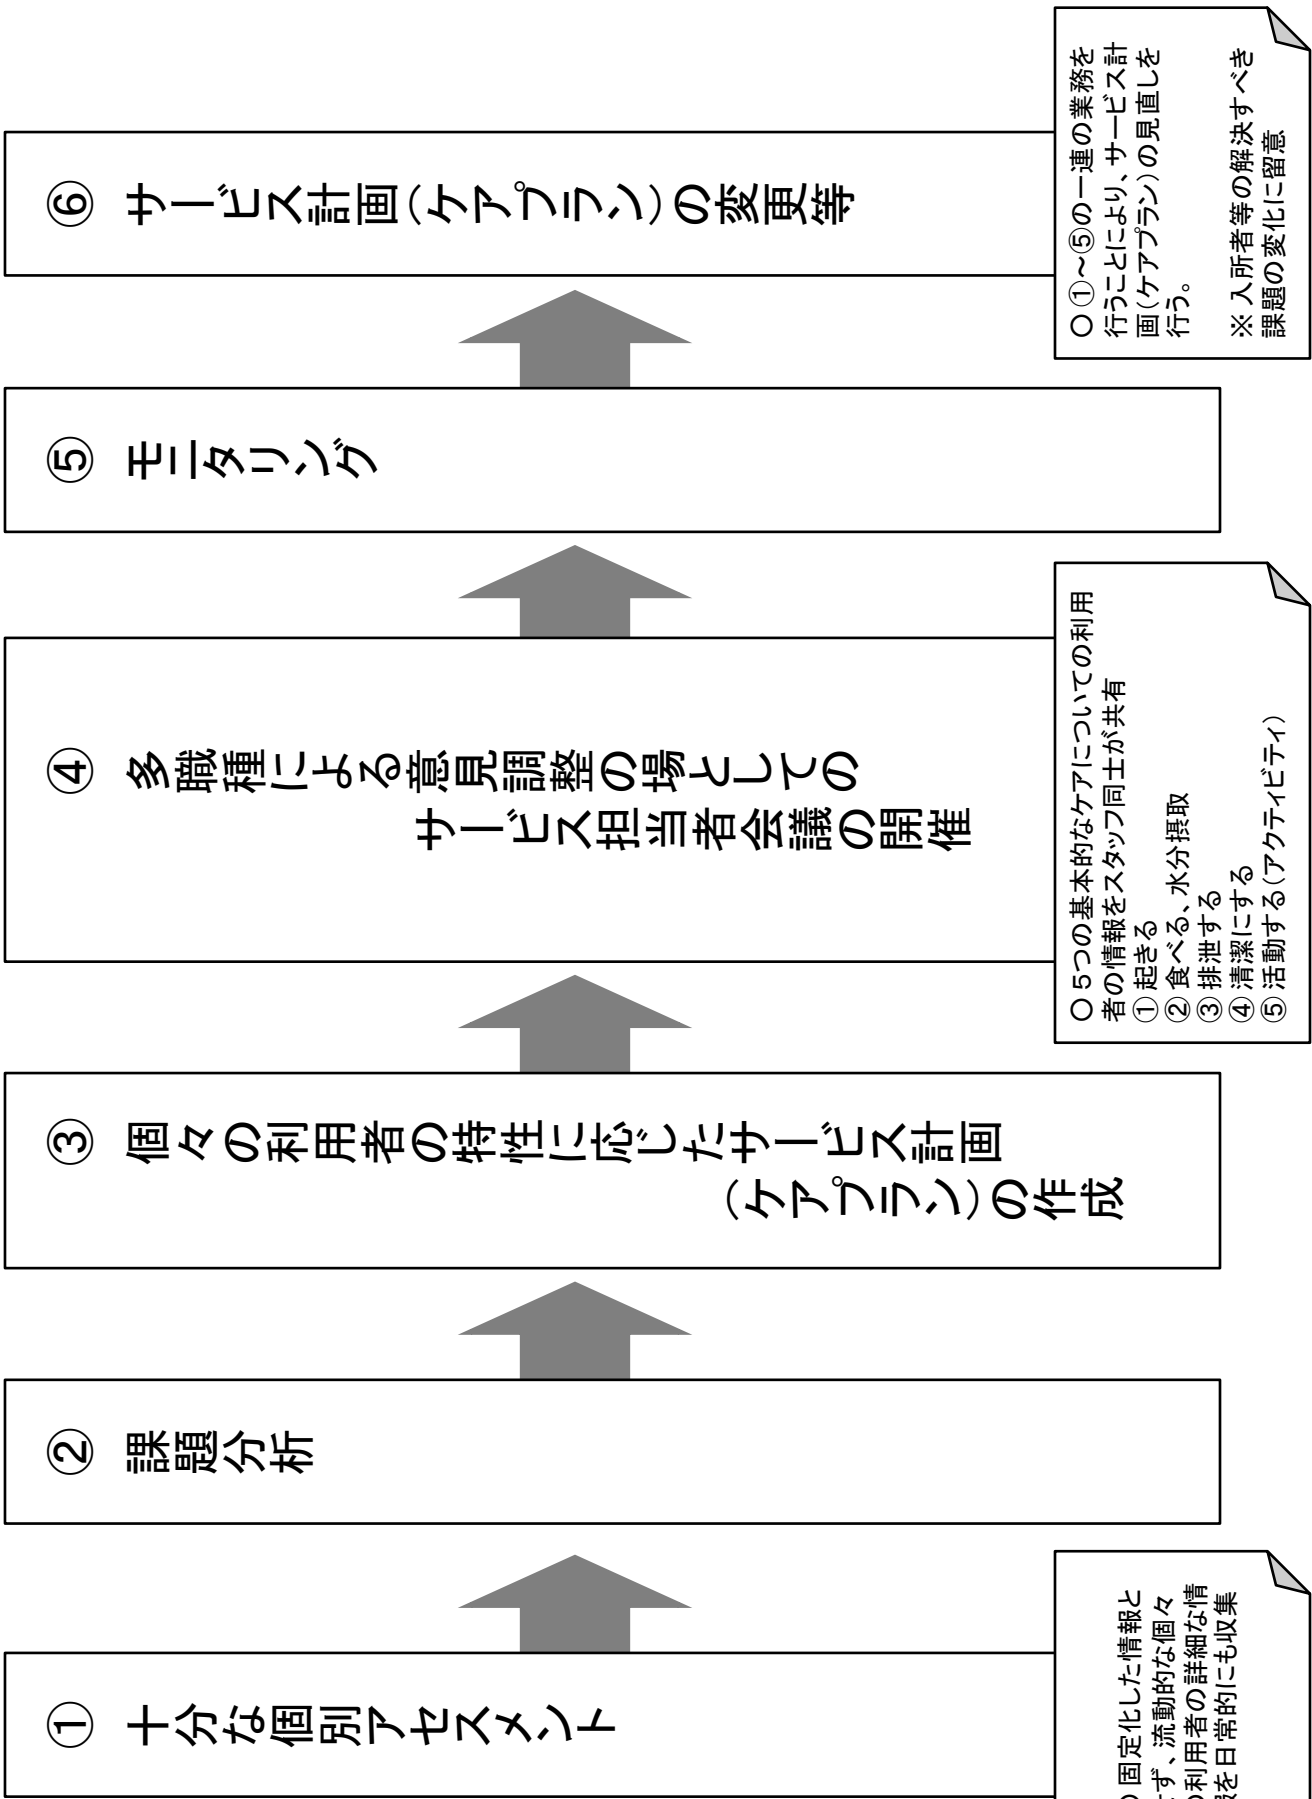 ① 十分な個別アセスメント
固定化した情報と
せず、流動的な個々
の利用者の詳細な情
報を日常的にも収集
② 課題分析
③ 個々の利用者の特性に応じたサービス計画
(ケアプラン)の作成
④ 多職種による意見調整の場としての
サービス担当者会議の開催
○5つの基本的なケアについての利用
者の情報をスタッフ同士が共有
①起きる
②食べる、水分摂取
③排泄する
④清潔にする
⑤活動する(アクティビティ)
⑤ モニタリング
⑥ サービス計画(ケアプラン)の変更等
○①～⑤の一連の業務を
行うことにより、サービス計
画(ケアプラン)の見直しを
行う。
※入所者等の解決すべき
課題の変化に留意